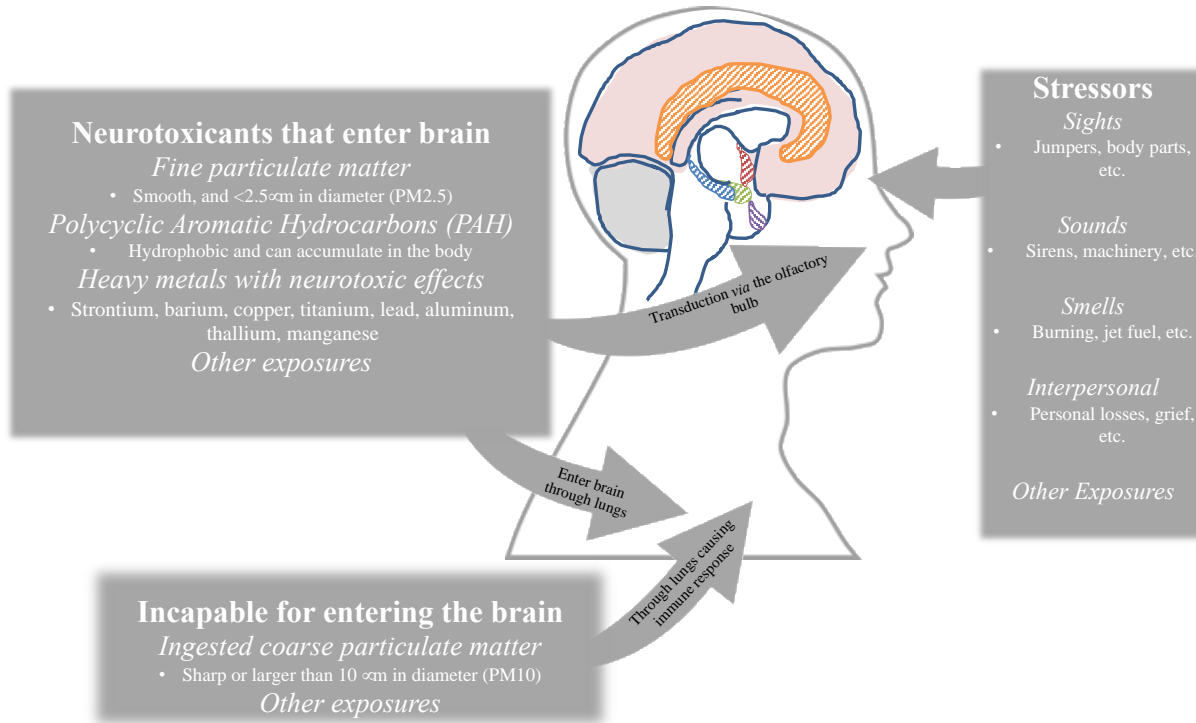 Neurotoxicants that enter brain
Fine particulate matter
• Smooth, and <2.5∝m in diameter (PM2.5)
Polycyclic Aromatic Hydrocarbons (PAH)
• Hydrophobic and can accumulate in the body
Heavy metals with neurotoxic effects
• Strontium, barium, copper, titanium, lead, aluminum,
thallium, manganese
Other exposures
Transduction via the olfactory
bulb
Enter brain
through lungs
Through lungs causing
immune response
Incapable for entering the brain
Ingested coarse particulate matter
• Sharp or larger than 10 ∝m in diameter (PM10)
Other exposures
Stressors
Sights
• Jumpers, body parts,
etc.
Sounds
• Sirens, machinery, etc.
Smells
• Burning, jet fuel, etc.
Interpersonal
• Personal losses, grief,
etc.
Other Exposures